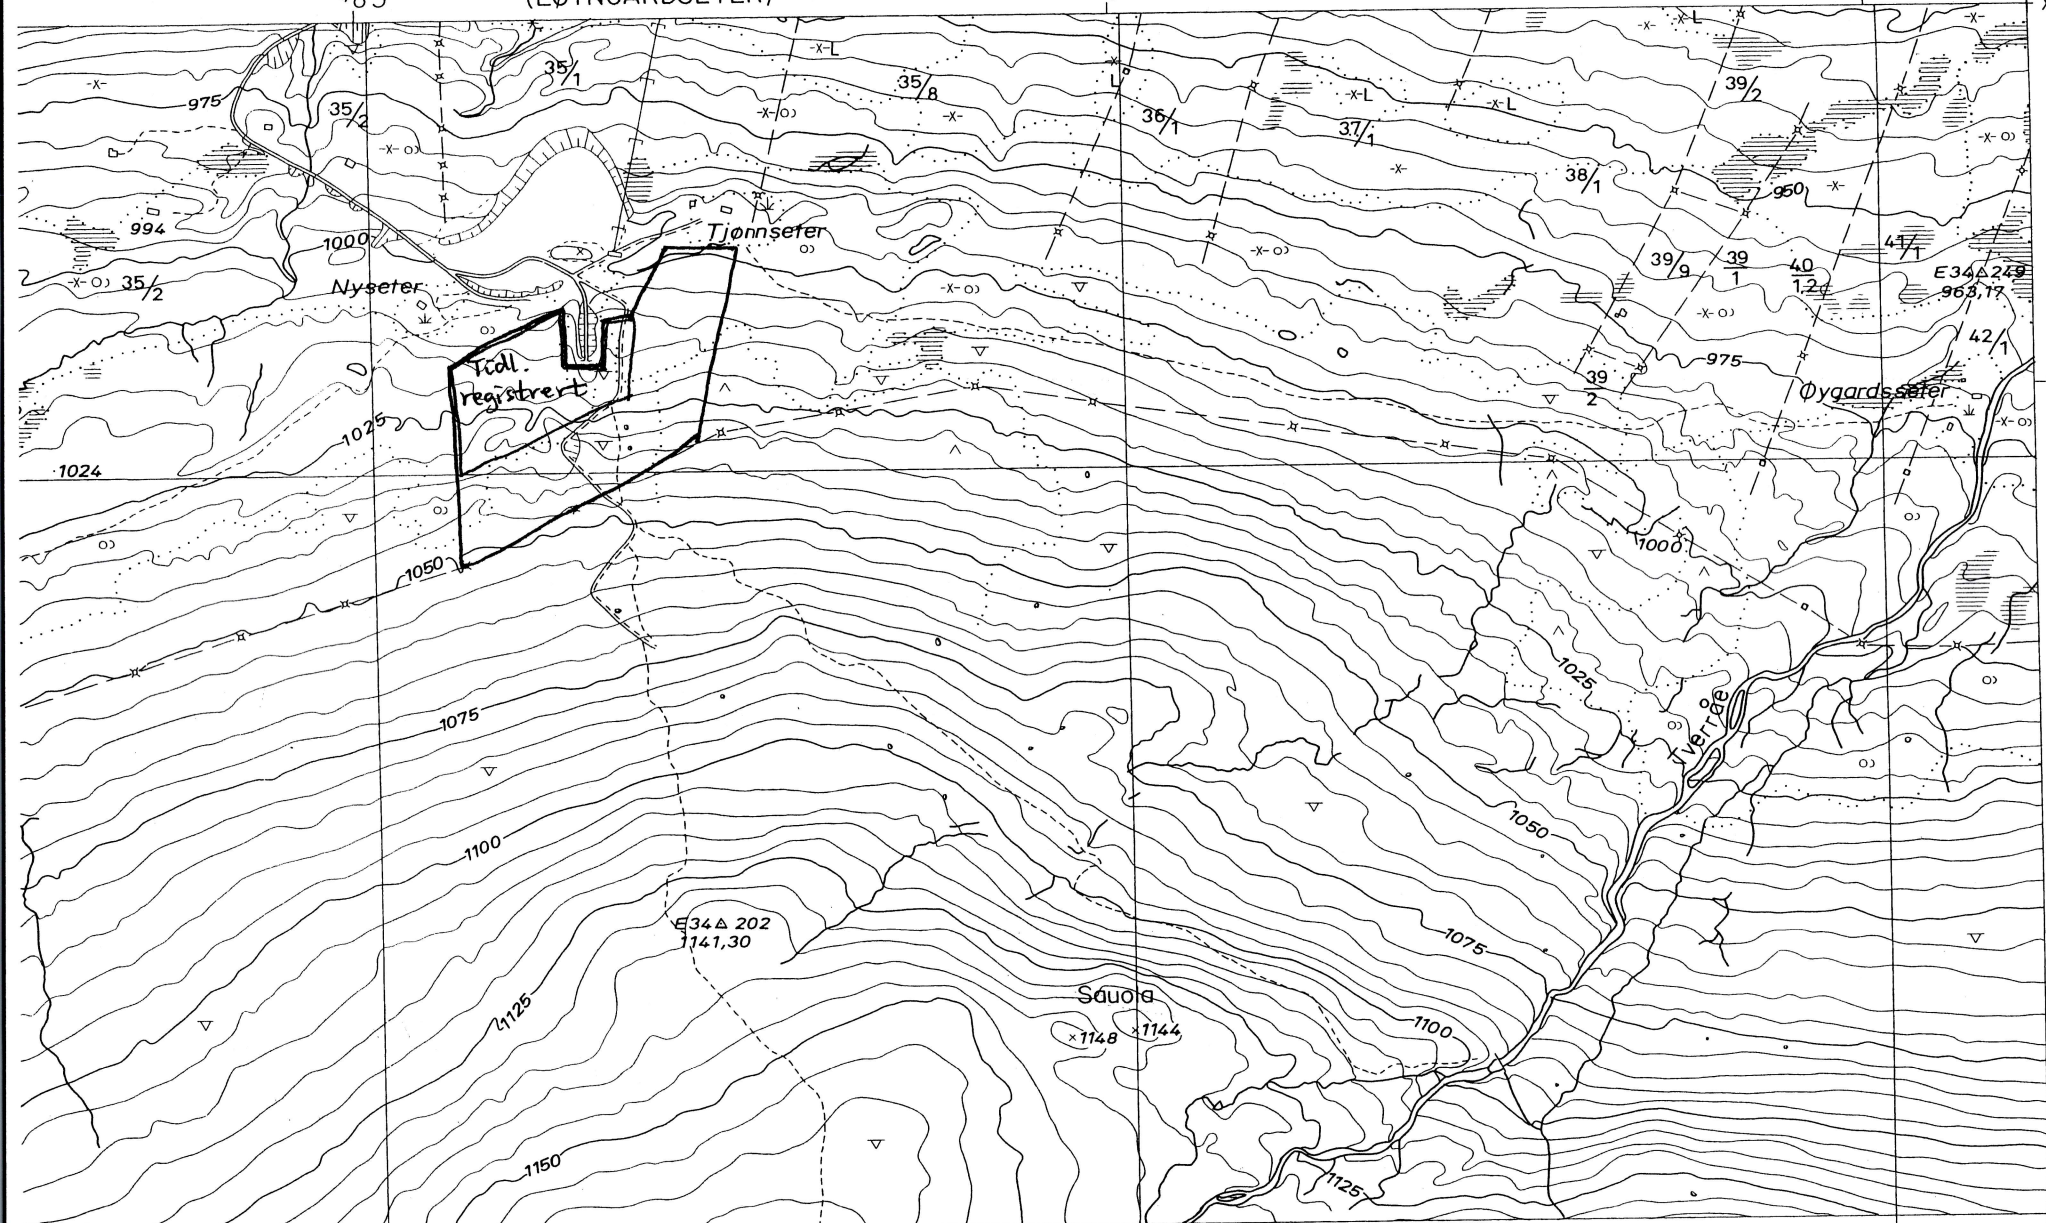 (LØYNGARDSETER)
-x-L
-x-L
35/1
35/8
39/2
-x-
975
35/2
-x-o)
-x-
L
36/1
-x-L
-x-L
37/1
-x-o)
-x-o)
-x-
38/1
950
-x-
994
1000
Tjønnseter
o)
-x-o)
41/1
39/9
39
1
40
1,2
E34△249
963,17
-x-o)
35/2
Nyseter
o)
-x-o)
-x-o)
42/1
Tidl.
registrert
975
39
2
Øygardsseter
-x-o)
1025
1024
o)
o)
o)
1000
1050
1025
o)
o)
Tverråe
o)
1075
1050
1100
E34△202
1141,30
1075
1125
Sauola
×1148
×1144
1100
1150
1125